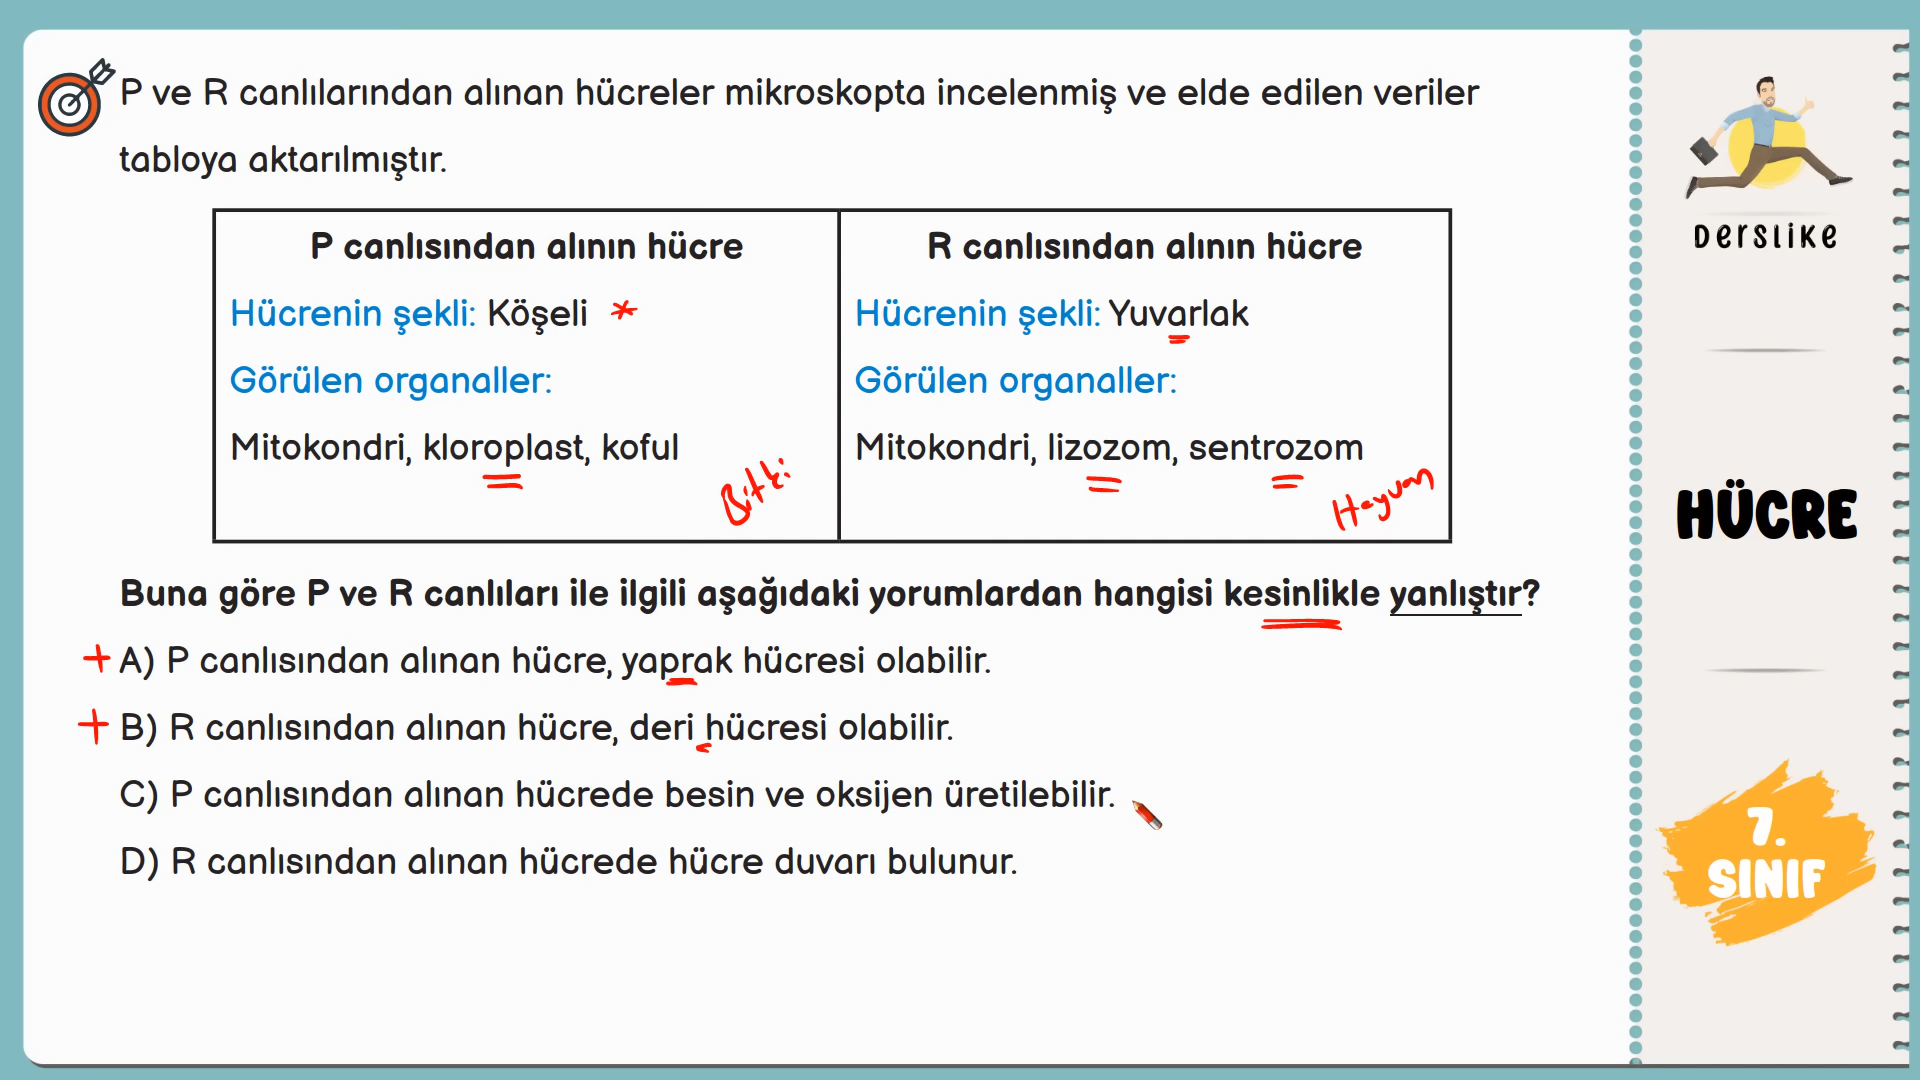 P ve R canlılarından alınan hücreler mikroskopta incelenmiş ve elde edilen veriler
tabloya aktarılmıştır.
P canlısından alının hücre
Hücrenin şekli: Köşeli *
Görülen organaller:
Mitokondri, kloroplast, koful
Bitki
R canlısından alının hücre
Hücrenin şekli: Yuvarlak
Görülen organaller:
Mitokondri, lizozom, sentrozom
Hayvan
Buna göre P ve R canlıları ile ilgili aşağıdaki yorumlardan hangisi kesinlikle yanlıştır?
+ A) P canlısından alınan hücre, yaprak hücresi olabilir.
+ B) R canlısından alınan hücre, deri hücresi olabilir.
C) P canlısından alınan hücrede besin ve oksijen üretilebilir.
D) R canlısından alınan hücrede hücre duvarı bulunur.
Derslike
HÜCRE
7.
SINIF